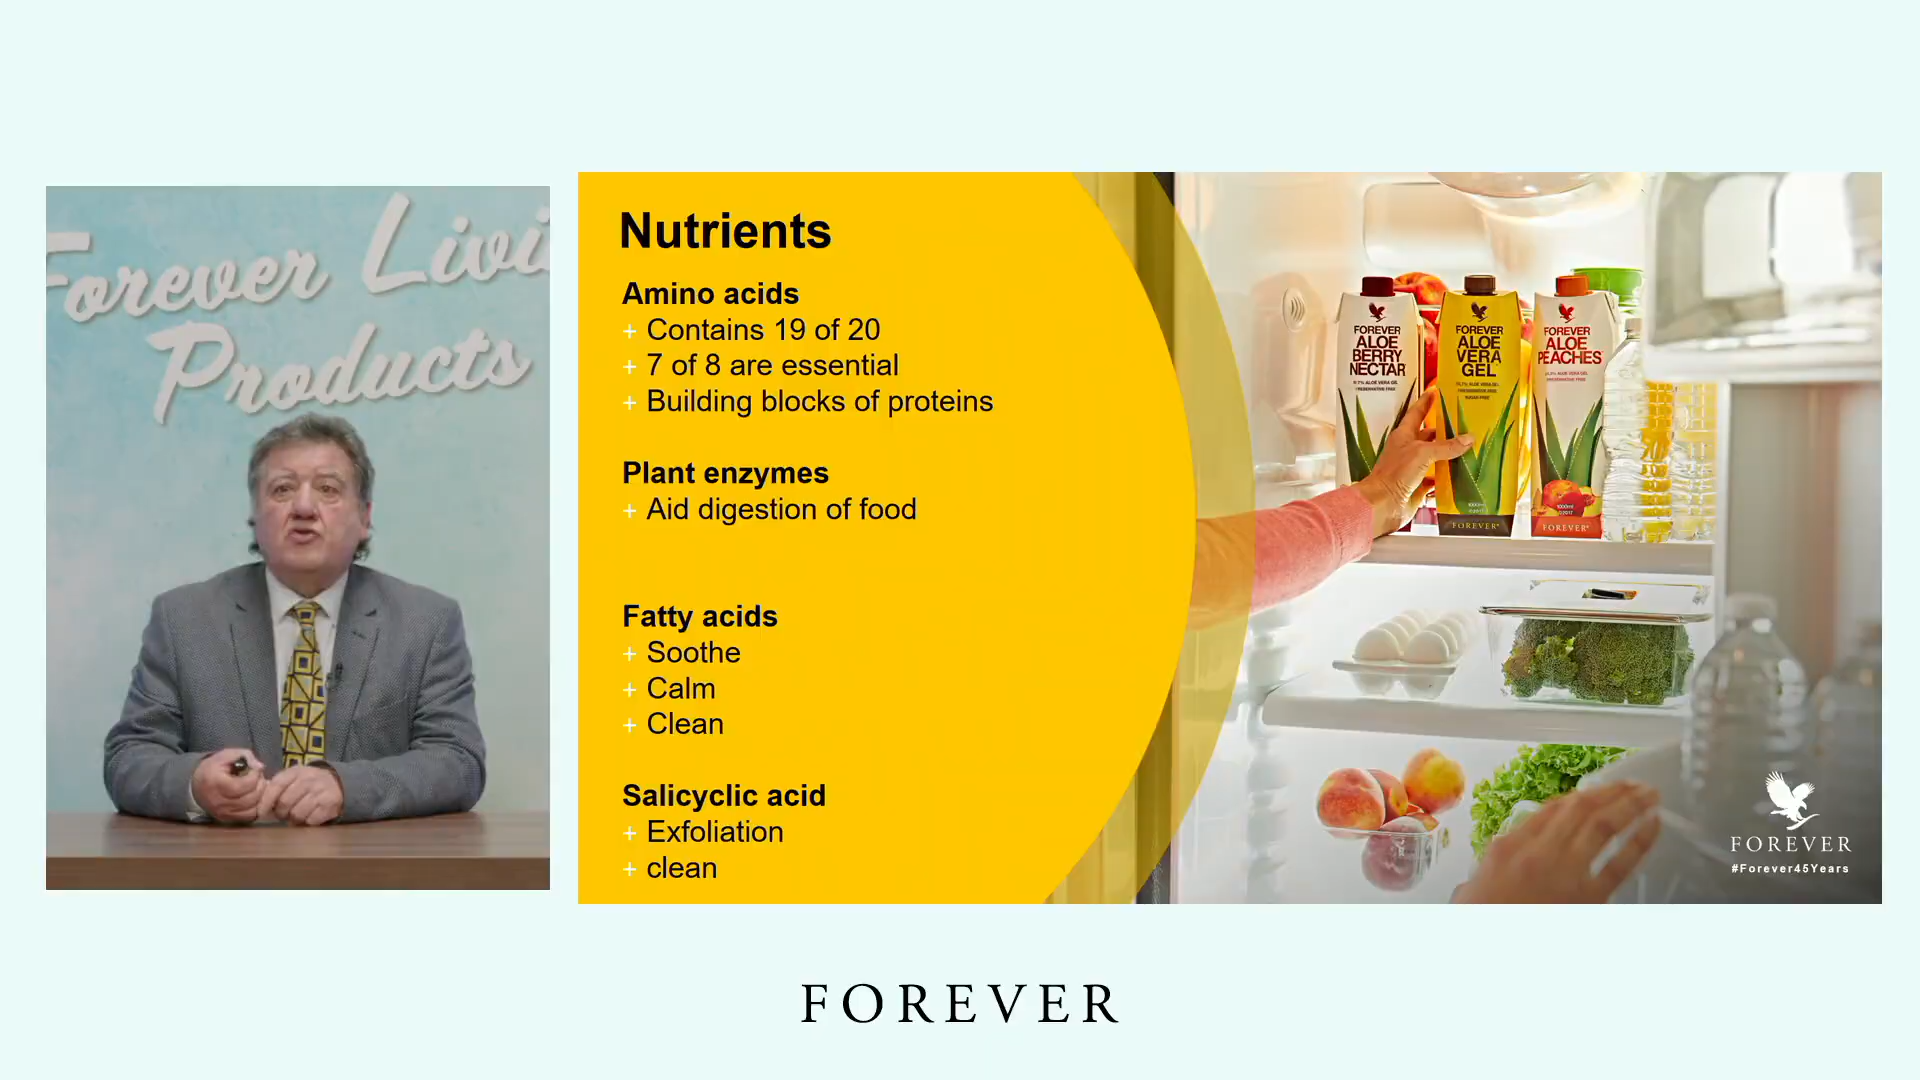 Forever Livi
Products
Nutrients
Amino acids
+ Contains 19 of 20
+ 7 of 8 are essential
+ Building blocks of proteins
Plant enzymes
+ Aid digestion of food
Fatty acids
+ Soothe
+ Calm
+ Clean
Salicyclic acid
+ Exfoliation
+ clean
FOREVER
ALOE
BERRY
NECTAR
FOREVER
ALOE
VERA
GEL
FOREVER
FOREVER
ALOE
PEACHES
FOREVER
FOREVER
#Forever45Years
FOREVER